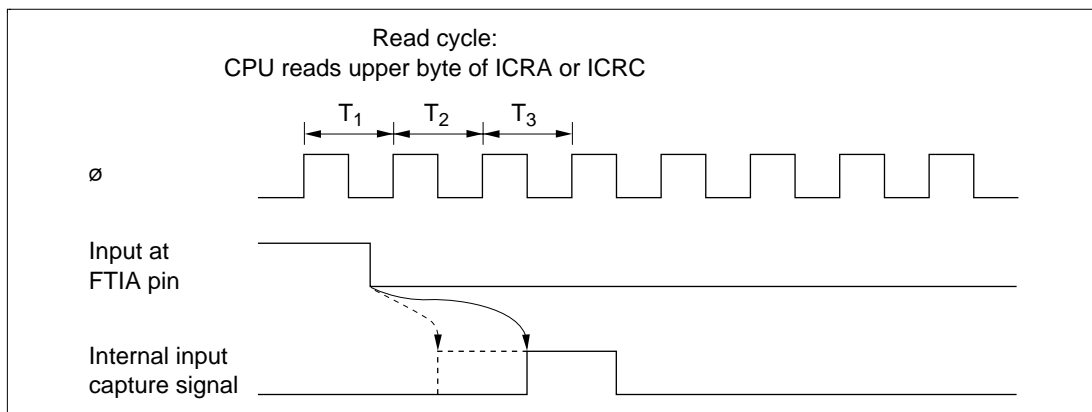 Read cycle:
CPU reads upper byte of ICRA or ICRC
T1 T2 T3
ø
Input at
FTIA pin
Internal input
capture signal